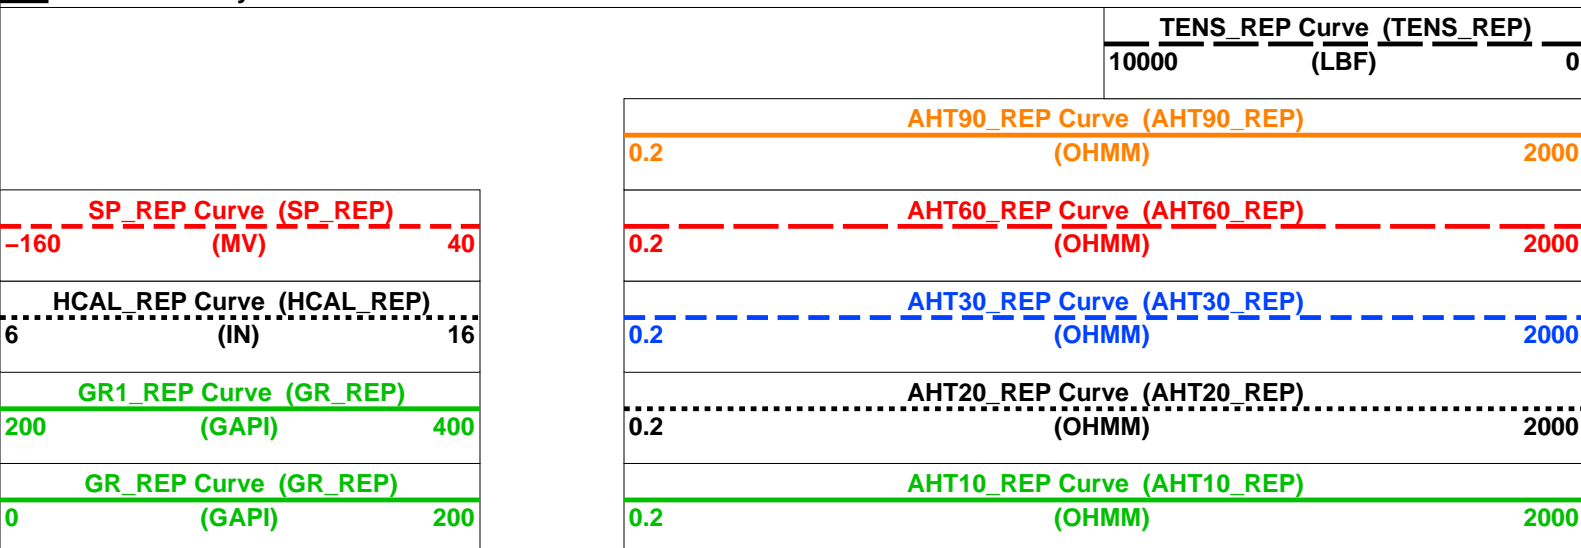 TENS_REP Curve (TENS_REP)
10000 (LBF) 0
AHT90_REP Curve (AHT90_REP)
0.2 (OHMM) 2000
SP_REP Curve (SP_REP)
−160 (MV) 40
AHT60_REP Curve (AHT60_REP)
0.2 (OHMM) 2000
HCAL_REP Curve (HCAL_REP)
6 (IN) 16
AHT30_REP Curve (AHT30_REP)
0.2 (OHMM) 2000
GR1_REP Curve (GR_REP)
200 (GAPI) 400
AHT20_REP Curve (AHT20_REP)
0.2 (OHMM) 2000
GR_REP Curve (GR_REP)
0 (GAPI) 200
AHT10_REP Curve (AHT10_REP)
0.2 (OHMM) 2000